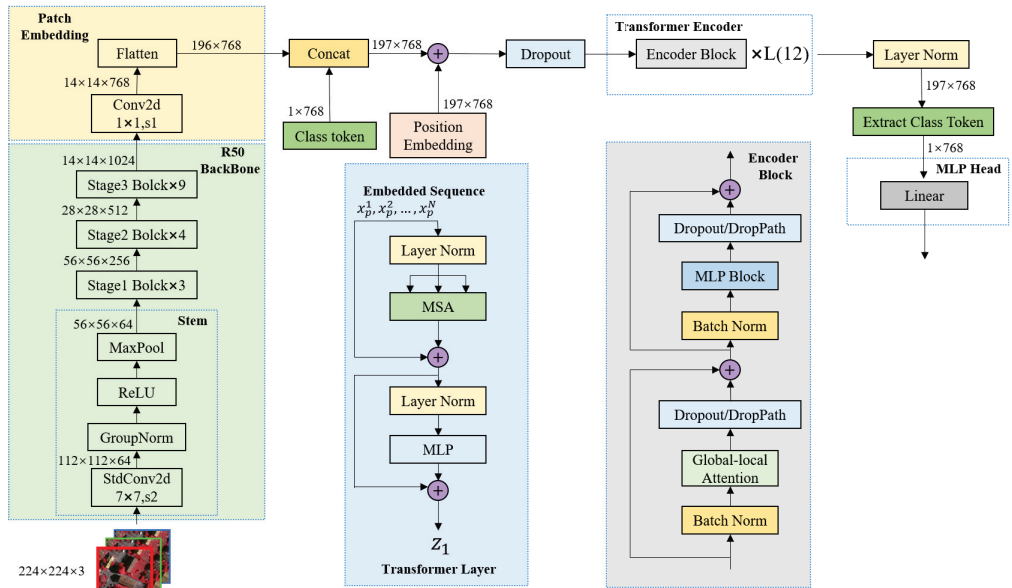 Patch
Embedding
Flatten
196×768
14×14×768
Conv2d
1×1,s1
R50
BackBone
14×14×1024
Stage3 Bolck×9
28×28×512
Stage2 Bolck×4
56×56×256
Stage1 Bolck×3
Stem
56×56×64
MaxPool
ReLU
GroupNorm
112×112×64
StdConv2d
7×7,s2
224×224×3
Concat
197×768
1×768
Class token
197×768
Position
Embedding
Dropout
Transformer Encoder
Encoder Block
×L(12)
Layer Norm
197×768
Extract Class Token
1×768
MLP Head
Linear
Embedded Sequence
x_p^1, x_p^2, ..., x_p^N
Layer Norm
MSA
Layer Norm
MLP
Z_1
Transformer Layer
Encoder
Block
Dropout/DropPath
MLP Block
Batch Norm
Dropout/DropPath
Global-local
Attention
Batch Norm